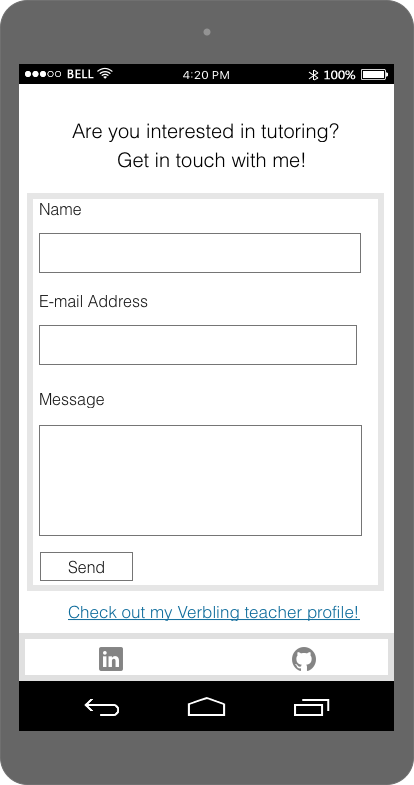 BELL 4:20 PM 100%
Are you interested in tutoring?
Get in touch with me!
Name
E-mail Address
Message
Send
Check out my Verbling teacher profile!
in